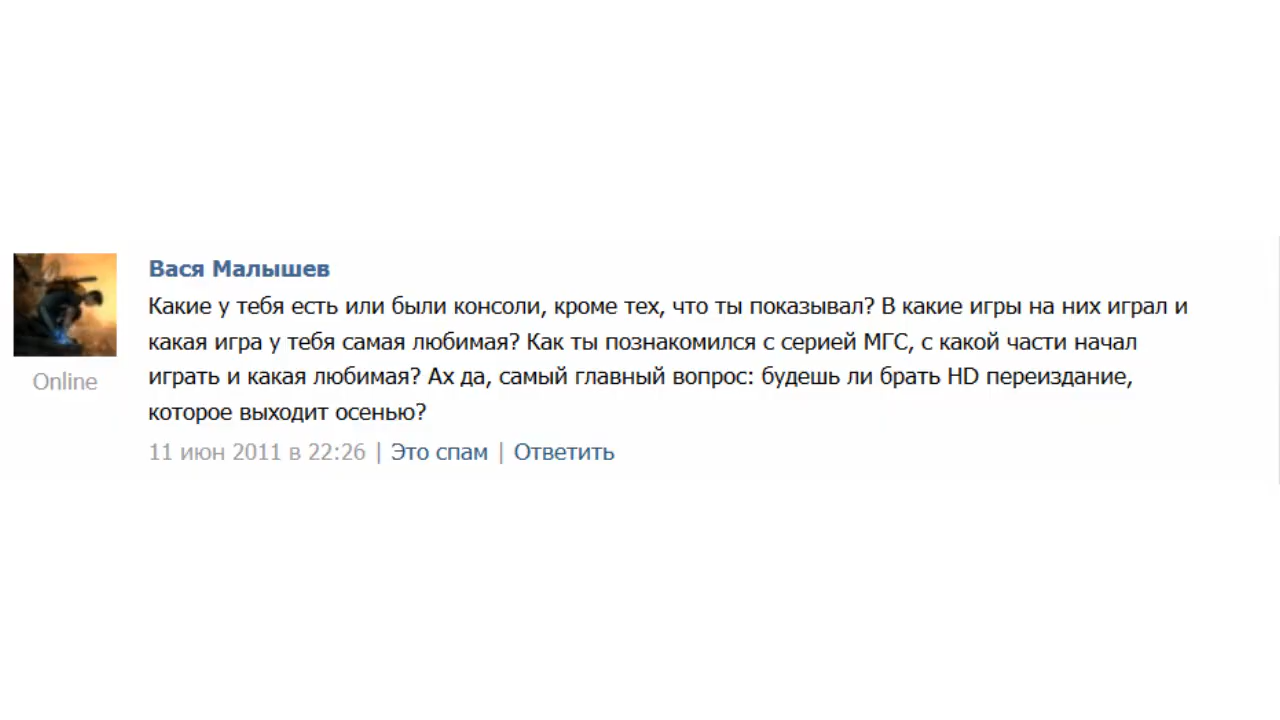 Вася Малышев
Какие у тебя есть или были консоли, кроме тех, что ты показывал? В какие игры на них играл и
какая игра у тебя самая любимая? Как ты познакомился с серией МГС, с какой части начал
играть и какая любимая? Ах да, самый главный вопрос: будешь ли брать HD переиздание,
которое выходит осенью?
Online
11 июн 2011 в 22:26 | Это спам | Ответить